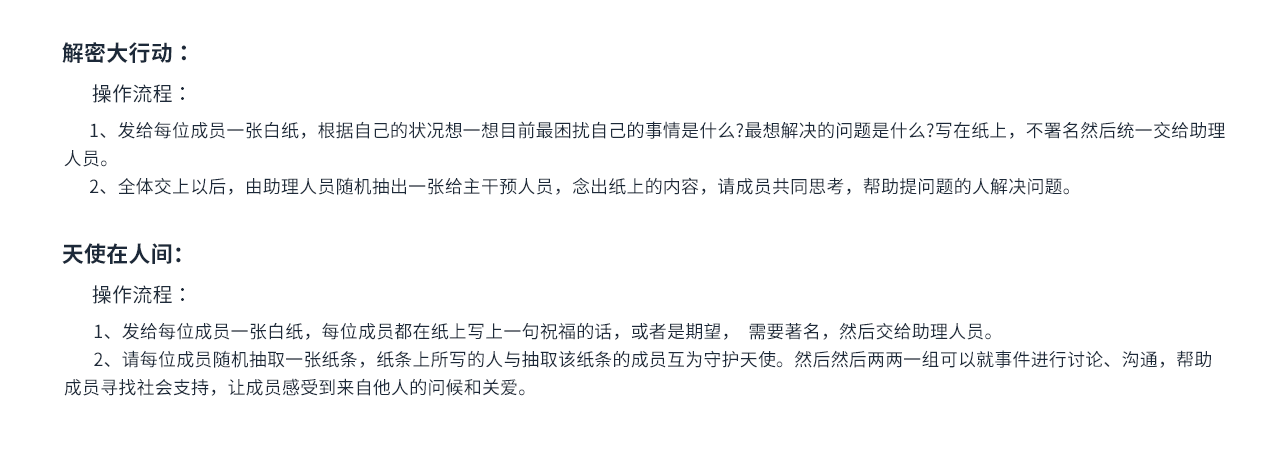 解密大行动：
操作流程：
1、发给每位成员一张白纸，根据自己的状况想一想目前最困扰自己的事情是什么?最想解决的问题是什么?写在纸上，不署名然后统一交给助理
人员。
2、全体交上以后，由助理人员随机抽出一张给主干预人员，念出纸上的内容，请成员共同思考，帮助提问题的人解决问题。
天使在人间：
操作流程：
1、发给每位成员一张白纸，每位成员都在纸上写上一句祝福的话，或者是期望， 需要著名，然后交给助理人员。
2、请每位成员随机抽取一张纸条，纸条上所写的人与抽取该纸条的成员互为守护天使。然后然后两两一组可以就事件进行讨论、沟通，帮助
成员寻找社会支持，让成员感受到来自他人的问候和关爱。